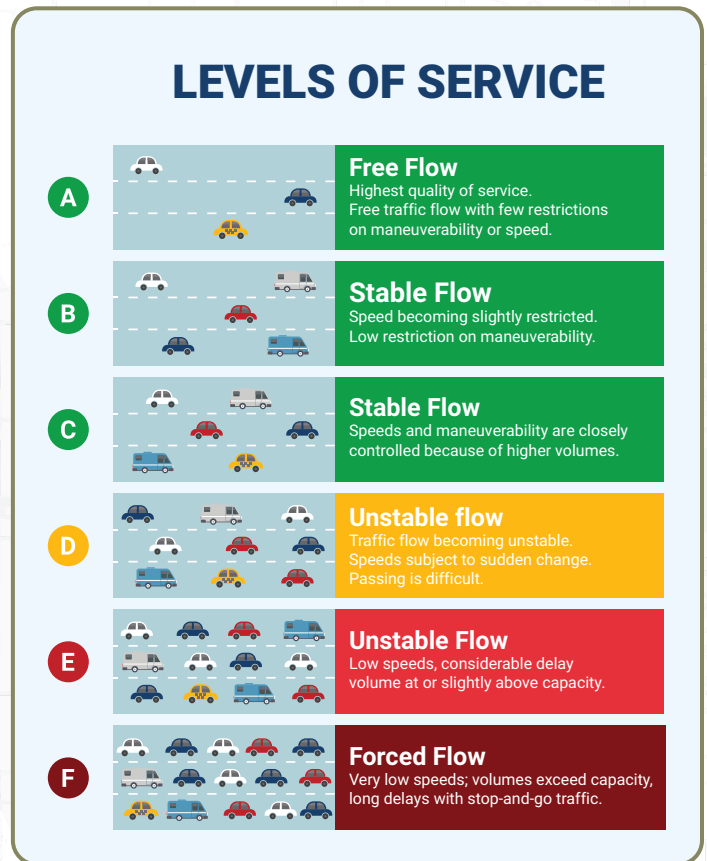 LEVELS OF SERVICE
A
Free Flow
Highest quality of service.
Free traffic flow with few restrictions
on maneuverability or speed.
B
Stable Flow
Speed becoming slightly restricted.
Low restriction on maneuverability.
C
Stable Flow
Speeds and maneuverability are closely
controlled because of higher volumes.
D
Unstable flow
Traffic flow becoming unstable.
Speeds subject to sudden change.
Passing is difficult.
E
Unstable Flow
Low speeds, considerable delay
volume at or slightly above capacity.
F
Forced Flow
Very low speeds; volumes exceed capacity,
long delays with stop-and-go traffic.